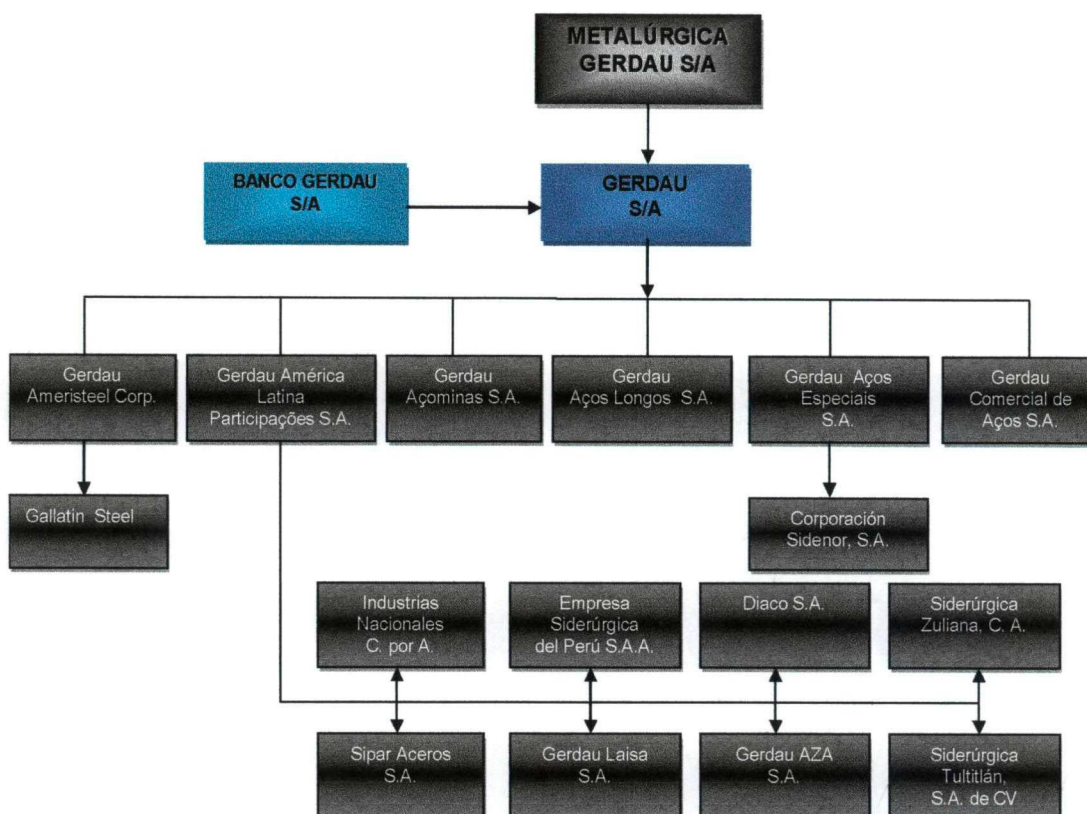 METALÚRGICA
GERDAU S/A
BANCO GERDAU
S/A
GERDAU
S/A
Gerdau
Ameristeel Corp.
Gerdau América
Latina
Participações S.A.
Gerdau
Açominas S.A.
Gerdau
Aços Longos S.A.
Gerdau Aços
Especiais
S.A.
Gerdau
Comercial de
Aços S.A.
Gallatin Steel
Corporación
Sidenor, S.A.
Industrias
Nacionales
C. por A.
Empresa
Siderúrgica
del Perú S.A.A.
Diaco S.A.
Siderúrgica
Zuliana, C. A.
Sipar Aceros
S.A.
Gerdau Laisa
S.A.
Gerdau AZA
S.A.
Siderúrgica
Tultitlán,
S.A. de CV